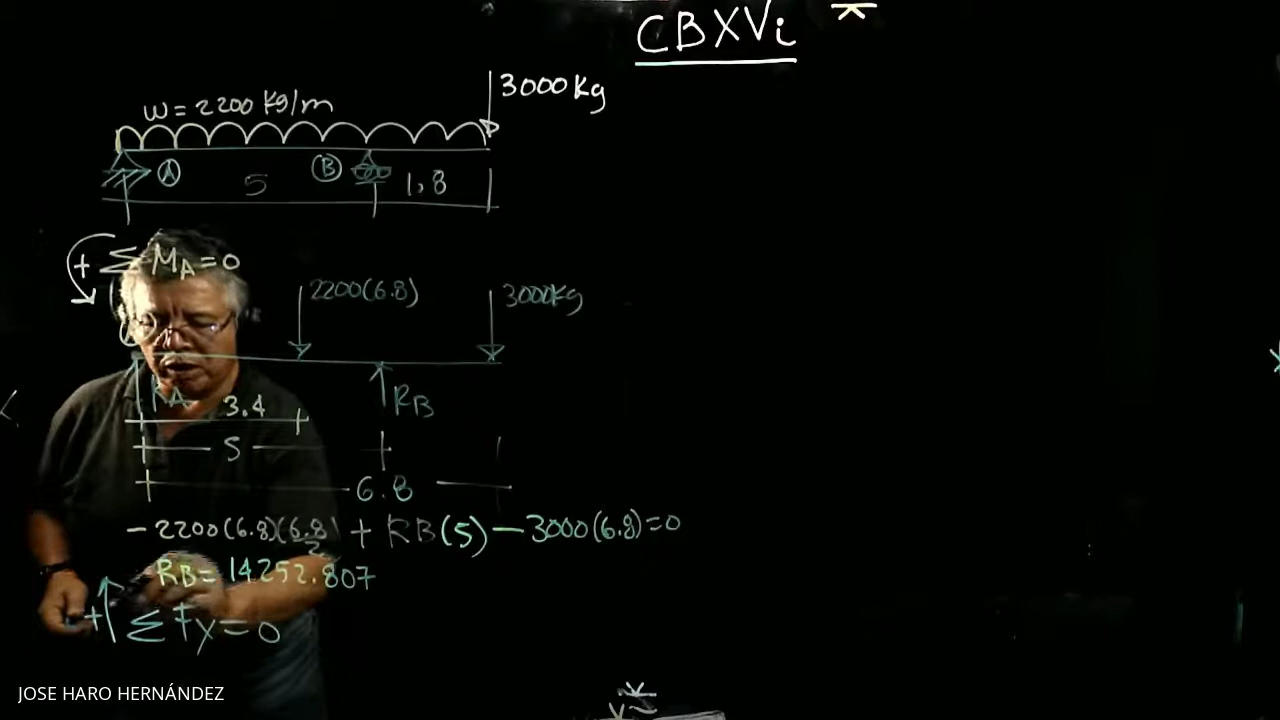 CBXVi
3000 Kg
w=2200 Kg/m
A
B
5
1,8
+ Σ MA=0
2200(6.8)
3000Kg
RA
RB
3.4
5
6.8
-2200(6.8)(6.8/2) + RB(5) - 3000(6.8)=0
RB= 14252.807
+ Σ Fy=0
JOSE HARO HERNÁNDEZ